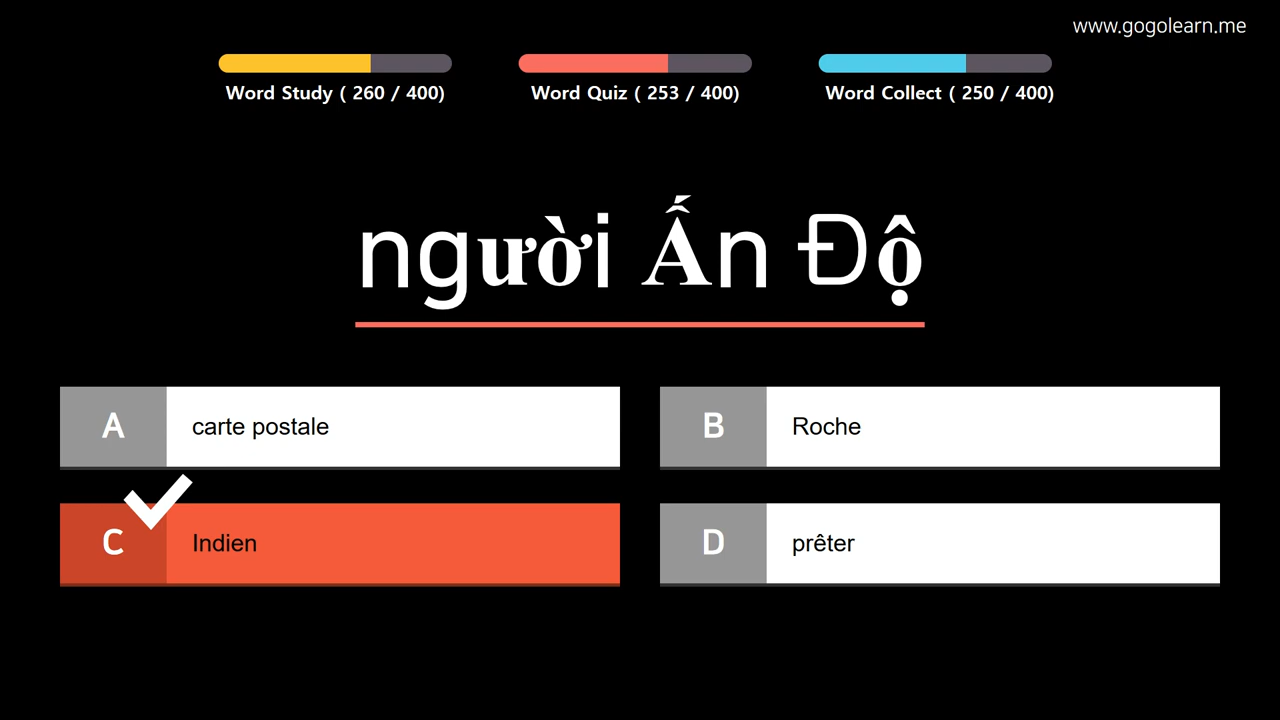 www.gogolearn.me
Word Study ( 260 / 400)
Word Quiz ( 253 / 400)
Word Collect ( 250 / 400)
người Ấn Độ
A carte postale
B Roche
C Indien
D prêter